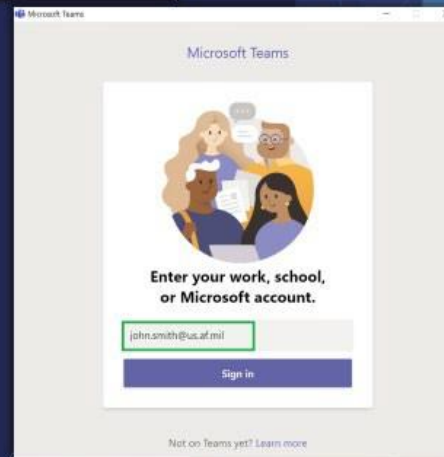 Microsoft Teams
Microsoft Teams
Enter your work, school,
or Microsoft account.
john.smith@us.af.mil
Sign in
Not on Teams yet? Learn more